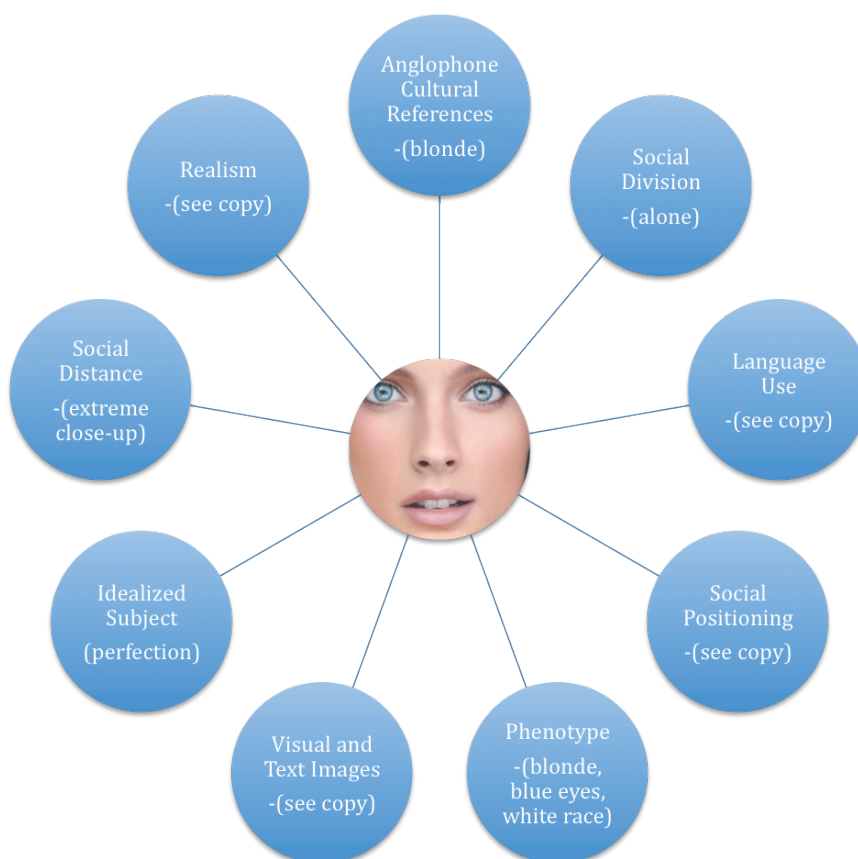 Anglophone
Cultural
References
-(blonde)
Social
Division
-(alone)
Language
Use
-(see copy)
Social
Positioning
-(see copy)
Phenotype
-(blonde,
blue eyes,
white race)
Visual and
Text Images
-(see copy)
Idealized
Subject
(perfection)
Social
Distance
-(extreme
close-up)
Realism
-(see copy)